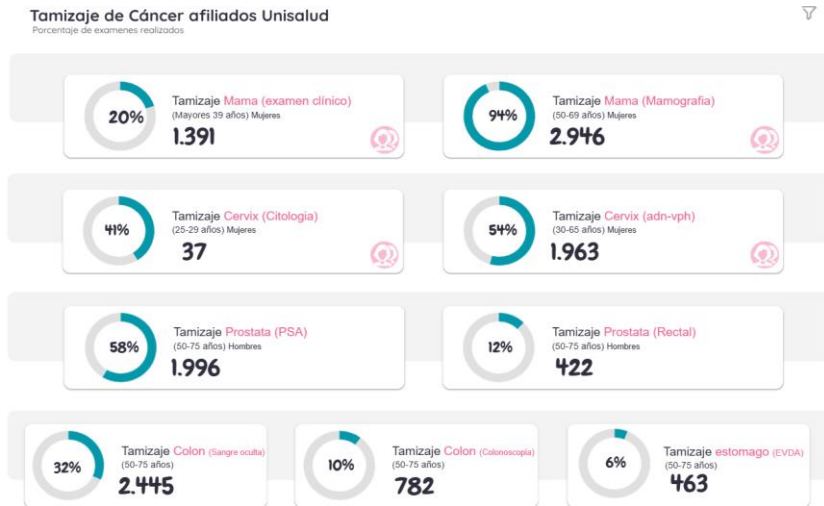 Tamizaje de Cáncer afiliados Unisalud
Porcentaje de examenes realizados
20%
Tamizaje Mama (examen clínico)
(Mayores 39 años) Mujeres
1.391
94%
Tamizaje Mama (Mamografia)
(50-69 años) Mujeres
2.946
41%
Tamizaje Cervix (Citologia)
(25-29 años) Mujeres
37
54%
Tamizaje Cervix (adn-vph)
(30-65 años) Mujeres
1.963
58%
Tamizaje Prostata (PSA)
(50-75 años) Hombres
1.996
12%
Tamizaje Prostata (Rectal)
(50-75 años) Hombres
422
32%
Tamizaje Colon (Sangre oculta)
(50-75 años)
2.445
10%
Tamizaje Colon (Colonoscopia)
(50-75 años)
782
6%
Tamizaje estomago (EVDA)
(50-75 años)
463